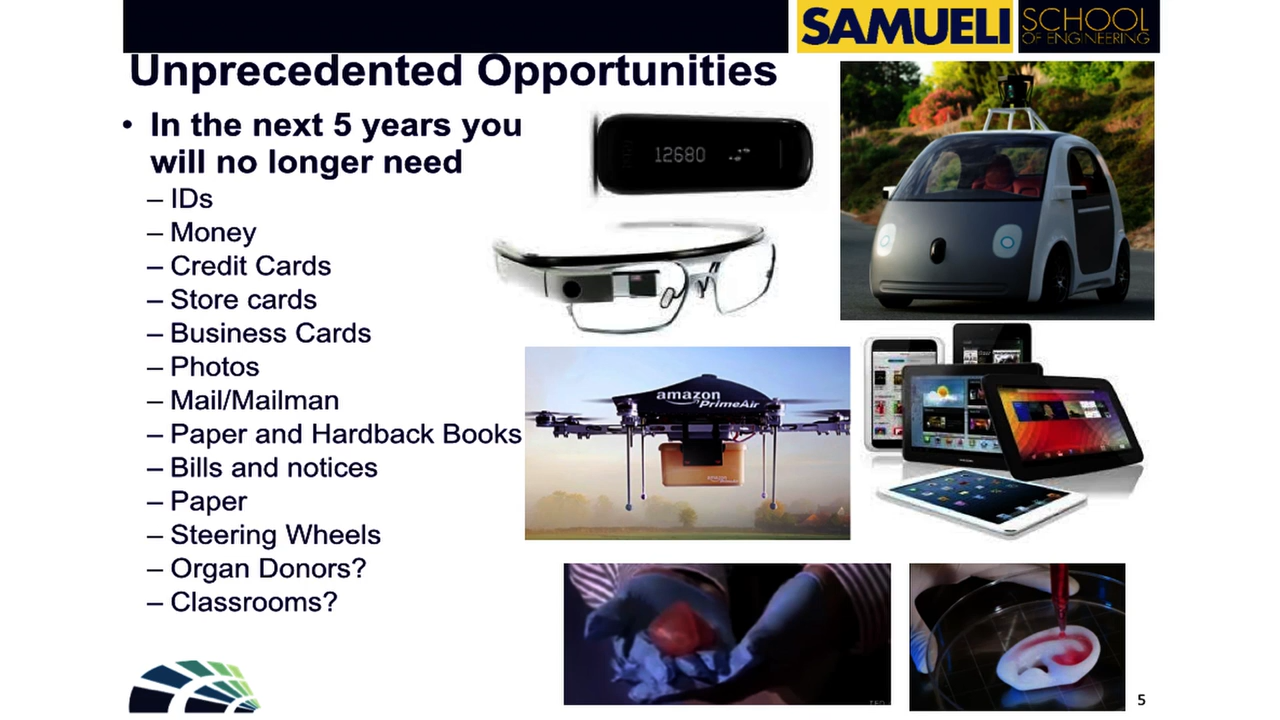 SAMUELI
SCHOOL
OF ENGINEERING
Unprecedented Opportunities
• In the next 5 years you
will no longer need
– IDs
– Money
– Credit Cards
– Store cards
– Business Cards
– Photos
– Mail/Mailman
– Paper and Hardback Books
– Bills and notices
– Paper
– Steering Wheels
– Organ Donors?
– Classrooms?
12680
amazon
PrimeAir
amazon
5